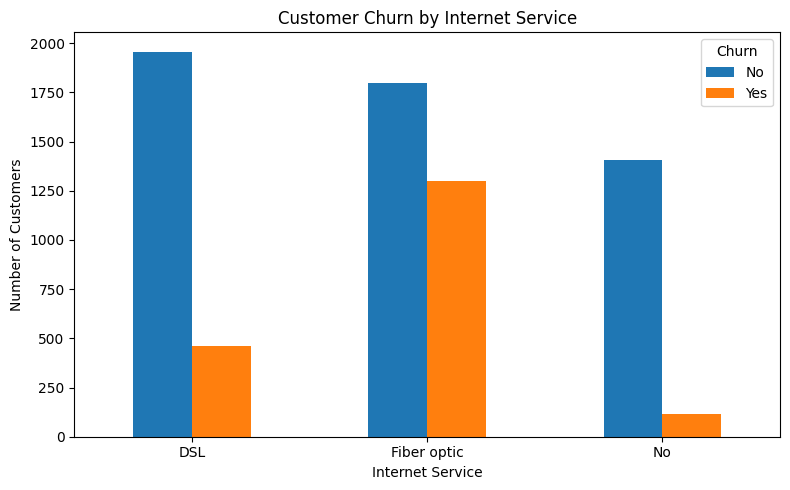 Customer Churn by Internet Service
Number of Customers
2000
1750
1500
1250
1000
750
500
250
0
Churn
No
Yes
DSL
Fiber optic
No
Internet Service